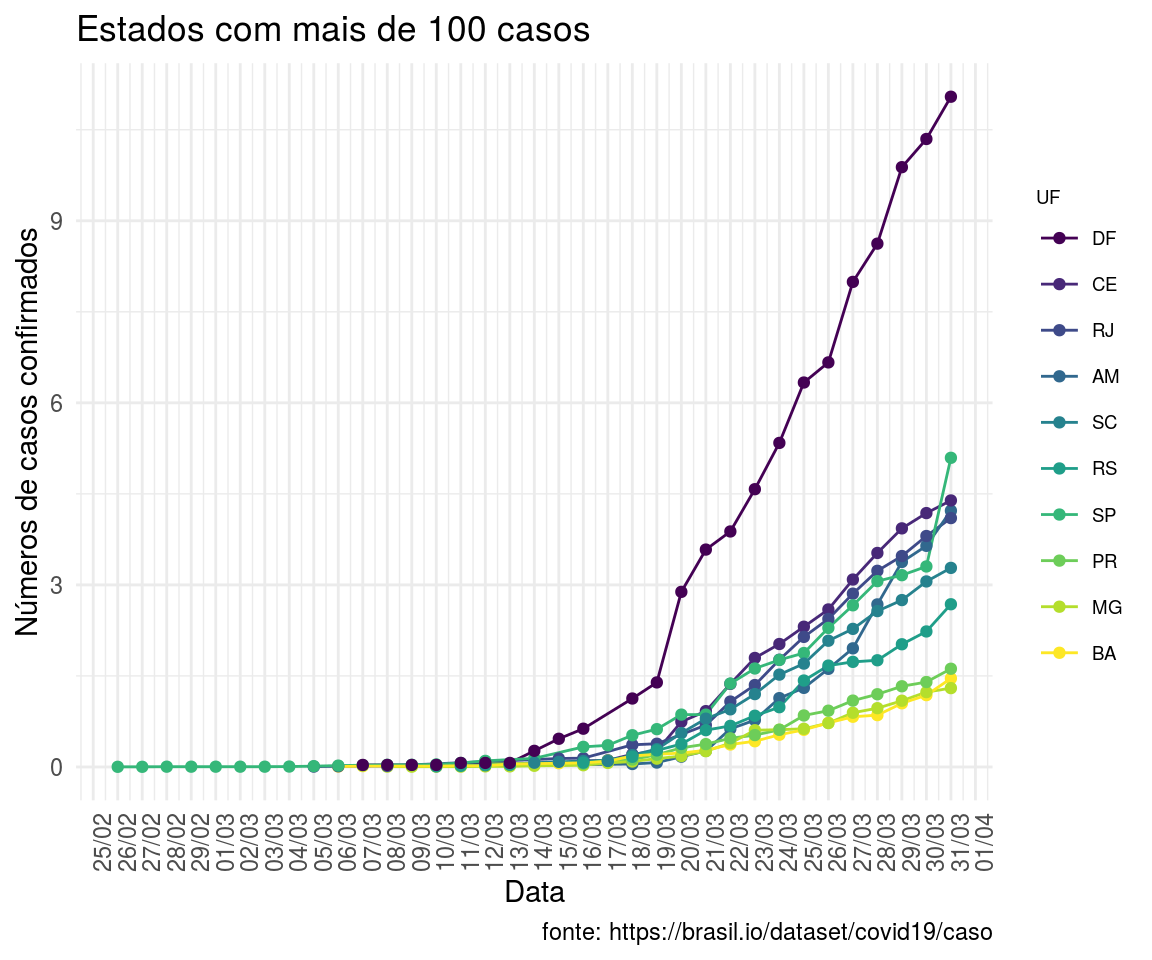 Estados com mais de 100 casos
Números de casos confirmados
9
6
3
0
25/02
26/02
27/02
28/02
29/02
01/03
02/03
03/03
04/03
05/03
06/03
07/03
08/03
09/03
10/03
11/03
12/03
13/03
14/03
15/03
16/03
17/03
18/03
19/03
20/03
21/03
22/03
23/03
24/03
25/03
26/03
27/03
28/03
29/03
30/03
31/03
01/04
Data
UF
DF
CE
RJ
AM
SC
RS
SP
PR
MG
BA
fonte: https://brasil.io/dataset/covid19/caso